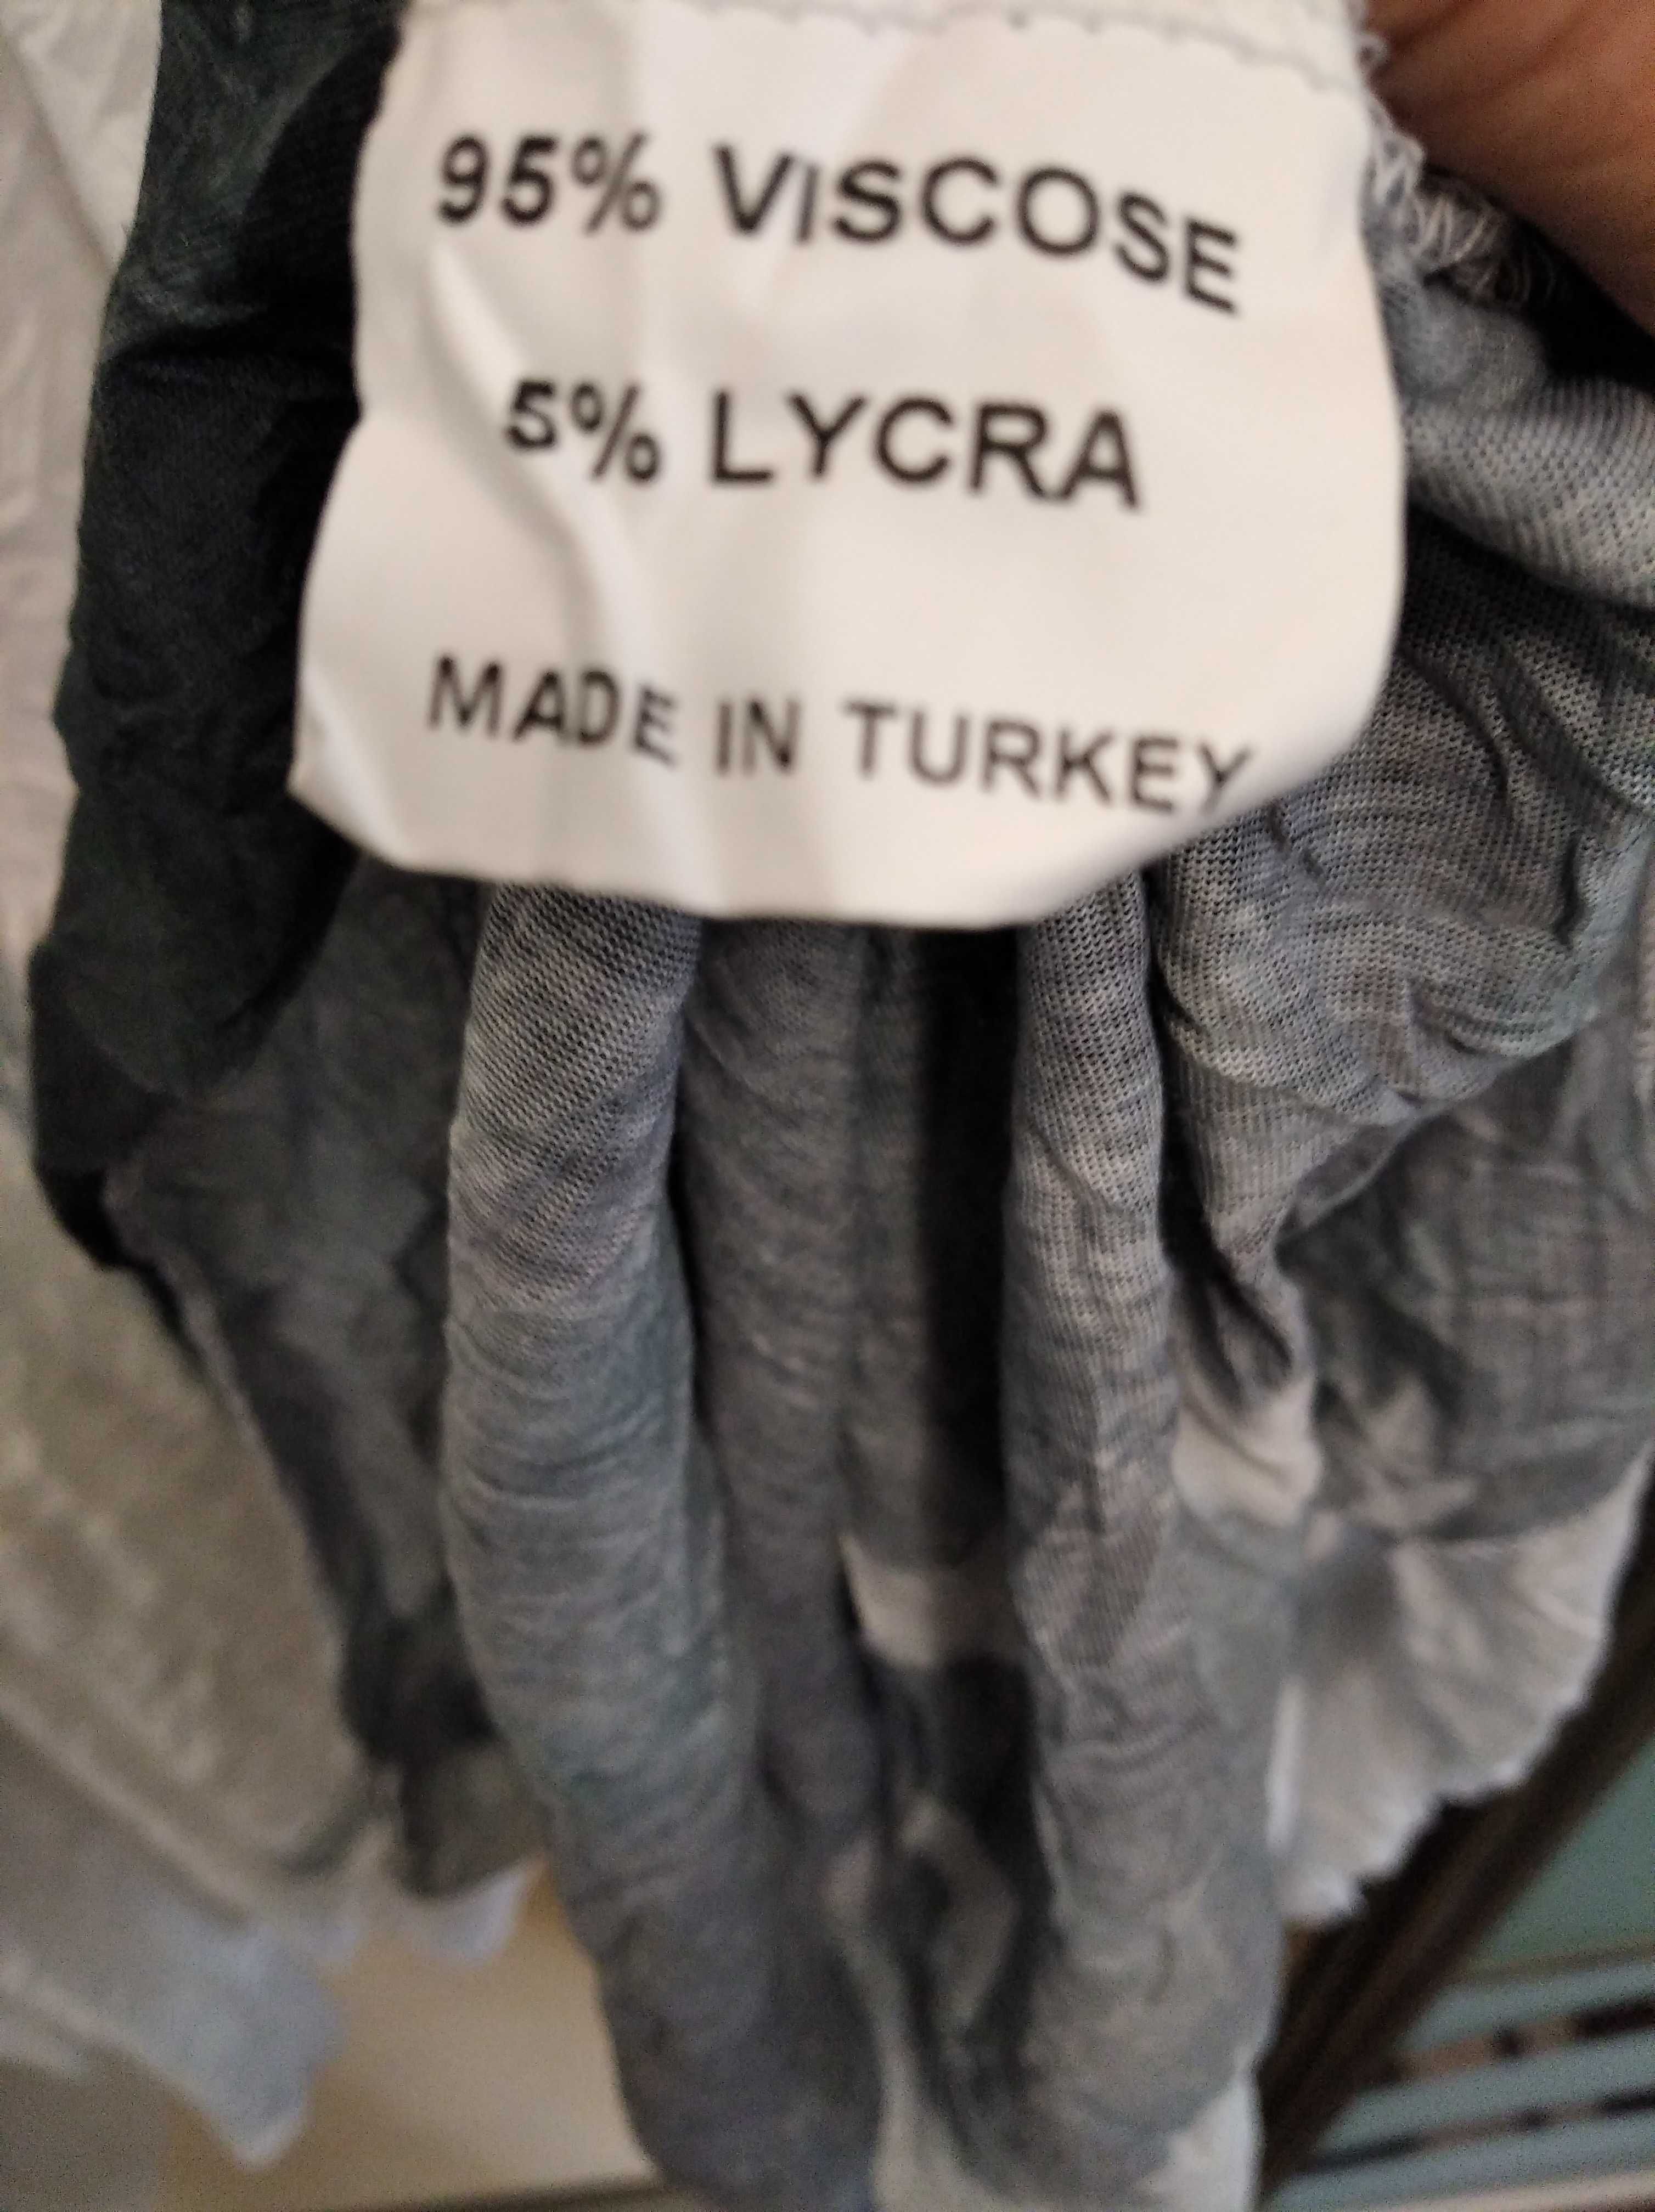 95% VISCOSE
5% LYCRA
MADE IN TURKEY